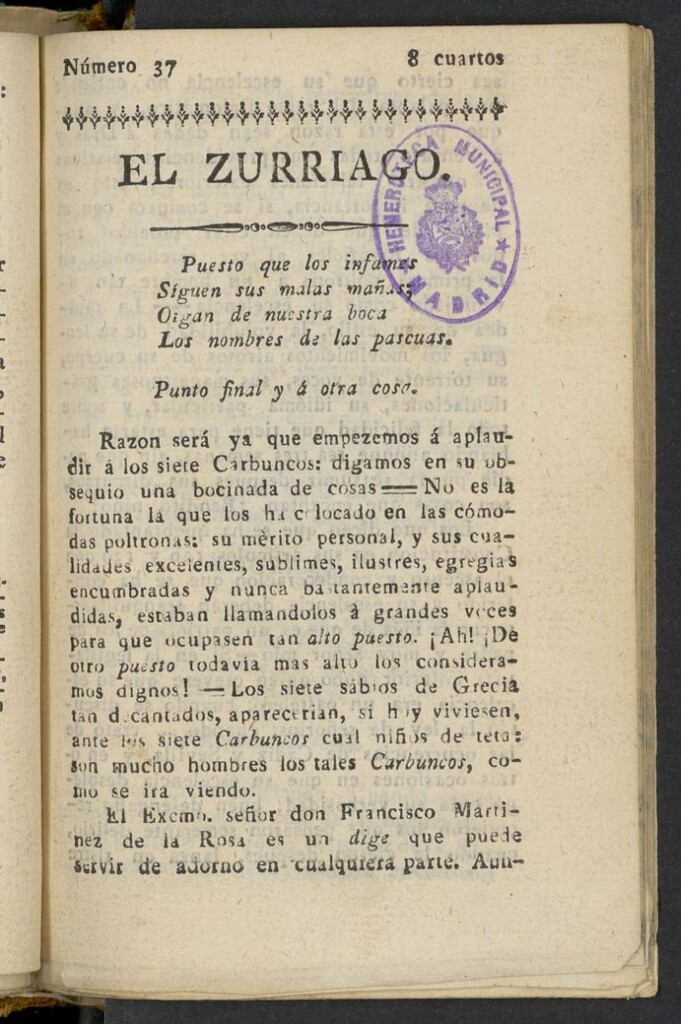 Número 37 8 cuartos
EL ZURRIAGO.
HEMEROTECA MUNICIPAL ★ MADRID ★
Puesto que los infames
Siguen sus malas mañas;
Oigan de nuestra boca
Los nombres de las pascuas.
Punto final y á otra cosa.
Razon será ya que empezemos á aplau-
dir á los siete Carbuncos: digamos en su ob-
sequio una bocinada de cosas — No es la
fortuna la que los ha colocado en las cómo-
das poltronas: su mérito personal, y sus cua-
lidades excelentes, sublimes, ilustres, egregias
encumbradas y nunca bastantemente aplau-
didas, estaban llamandolos á grandes voces
para que ocupasen tan alto puesto. ¡Ah! ¡De
otro puesto todavia mas alto los considera-
mos dignos! — Los siete sábios de Grecia
tan decantados, aparecerian, si hoy viviesen,
ante los siete Carbuncos cual niños de teta:
son mucho hombres los tales Carbuncos, co-
mo se ira viendo.
El Excmo. señor don Francisco Marti-
nez de la Rosa es un dige que puede
servir de adorno en cualquiera parte. Aun-